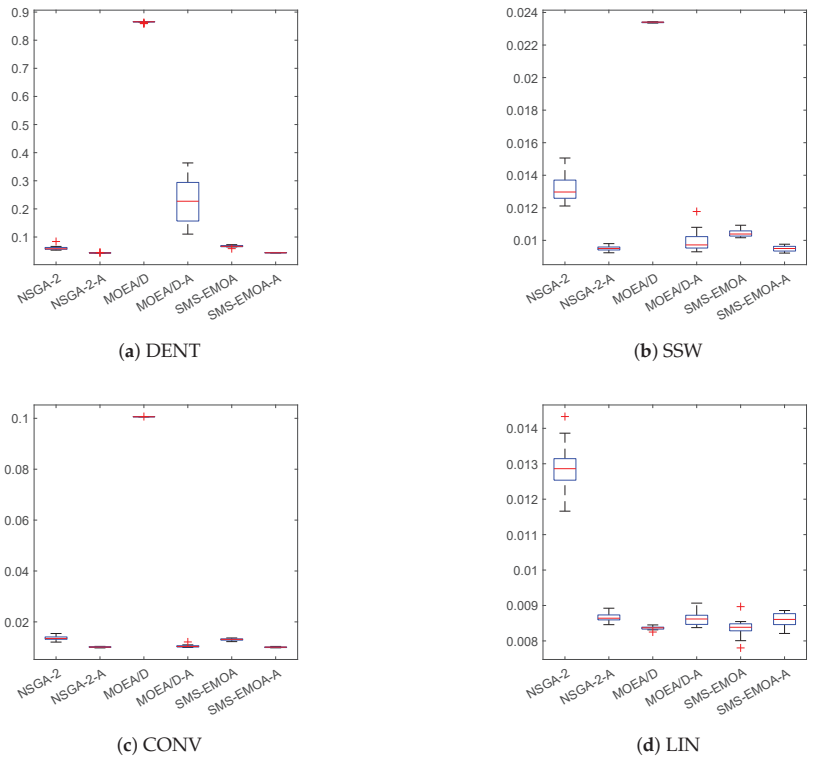 0.9
0.8
0.7
0.6
0.5
0.4
0.3
0.2
0.1
NSGA-2
NSGA-2-A
MOEA/D
MOEA/D-A
SMS-EMOA
SMS-EMOA-A
(a) DENT
0.024
0.022
0.02
0.018
0.016
0.014
0.012
0.01
NSGA-2
NSGA-2-A
MOEA/D
MOEA/D-A
SMS-EMOA
SMS-EMOA-A
(b) SSW
0.1
0.08
0.06
0.04
0.02
NSGA-2
NSGA-2-A
MOEA/D
MOEA/D-A
SMS-EMOA
SMS-EMOA-A
(c) CONV
0.014
0.013
0.012
0.011
0.01
0.009
0.008
NSGA-2
NSGA-2-A
MOEA/D
MOEA/D-A
SMS-EMOA
SMS-EMOA-A
(d) LIN